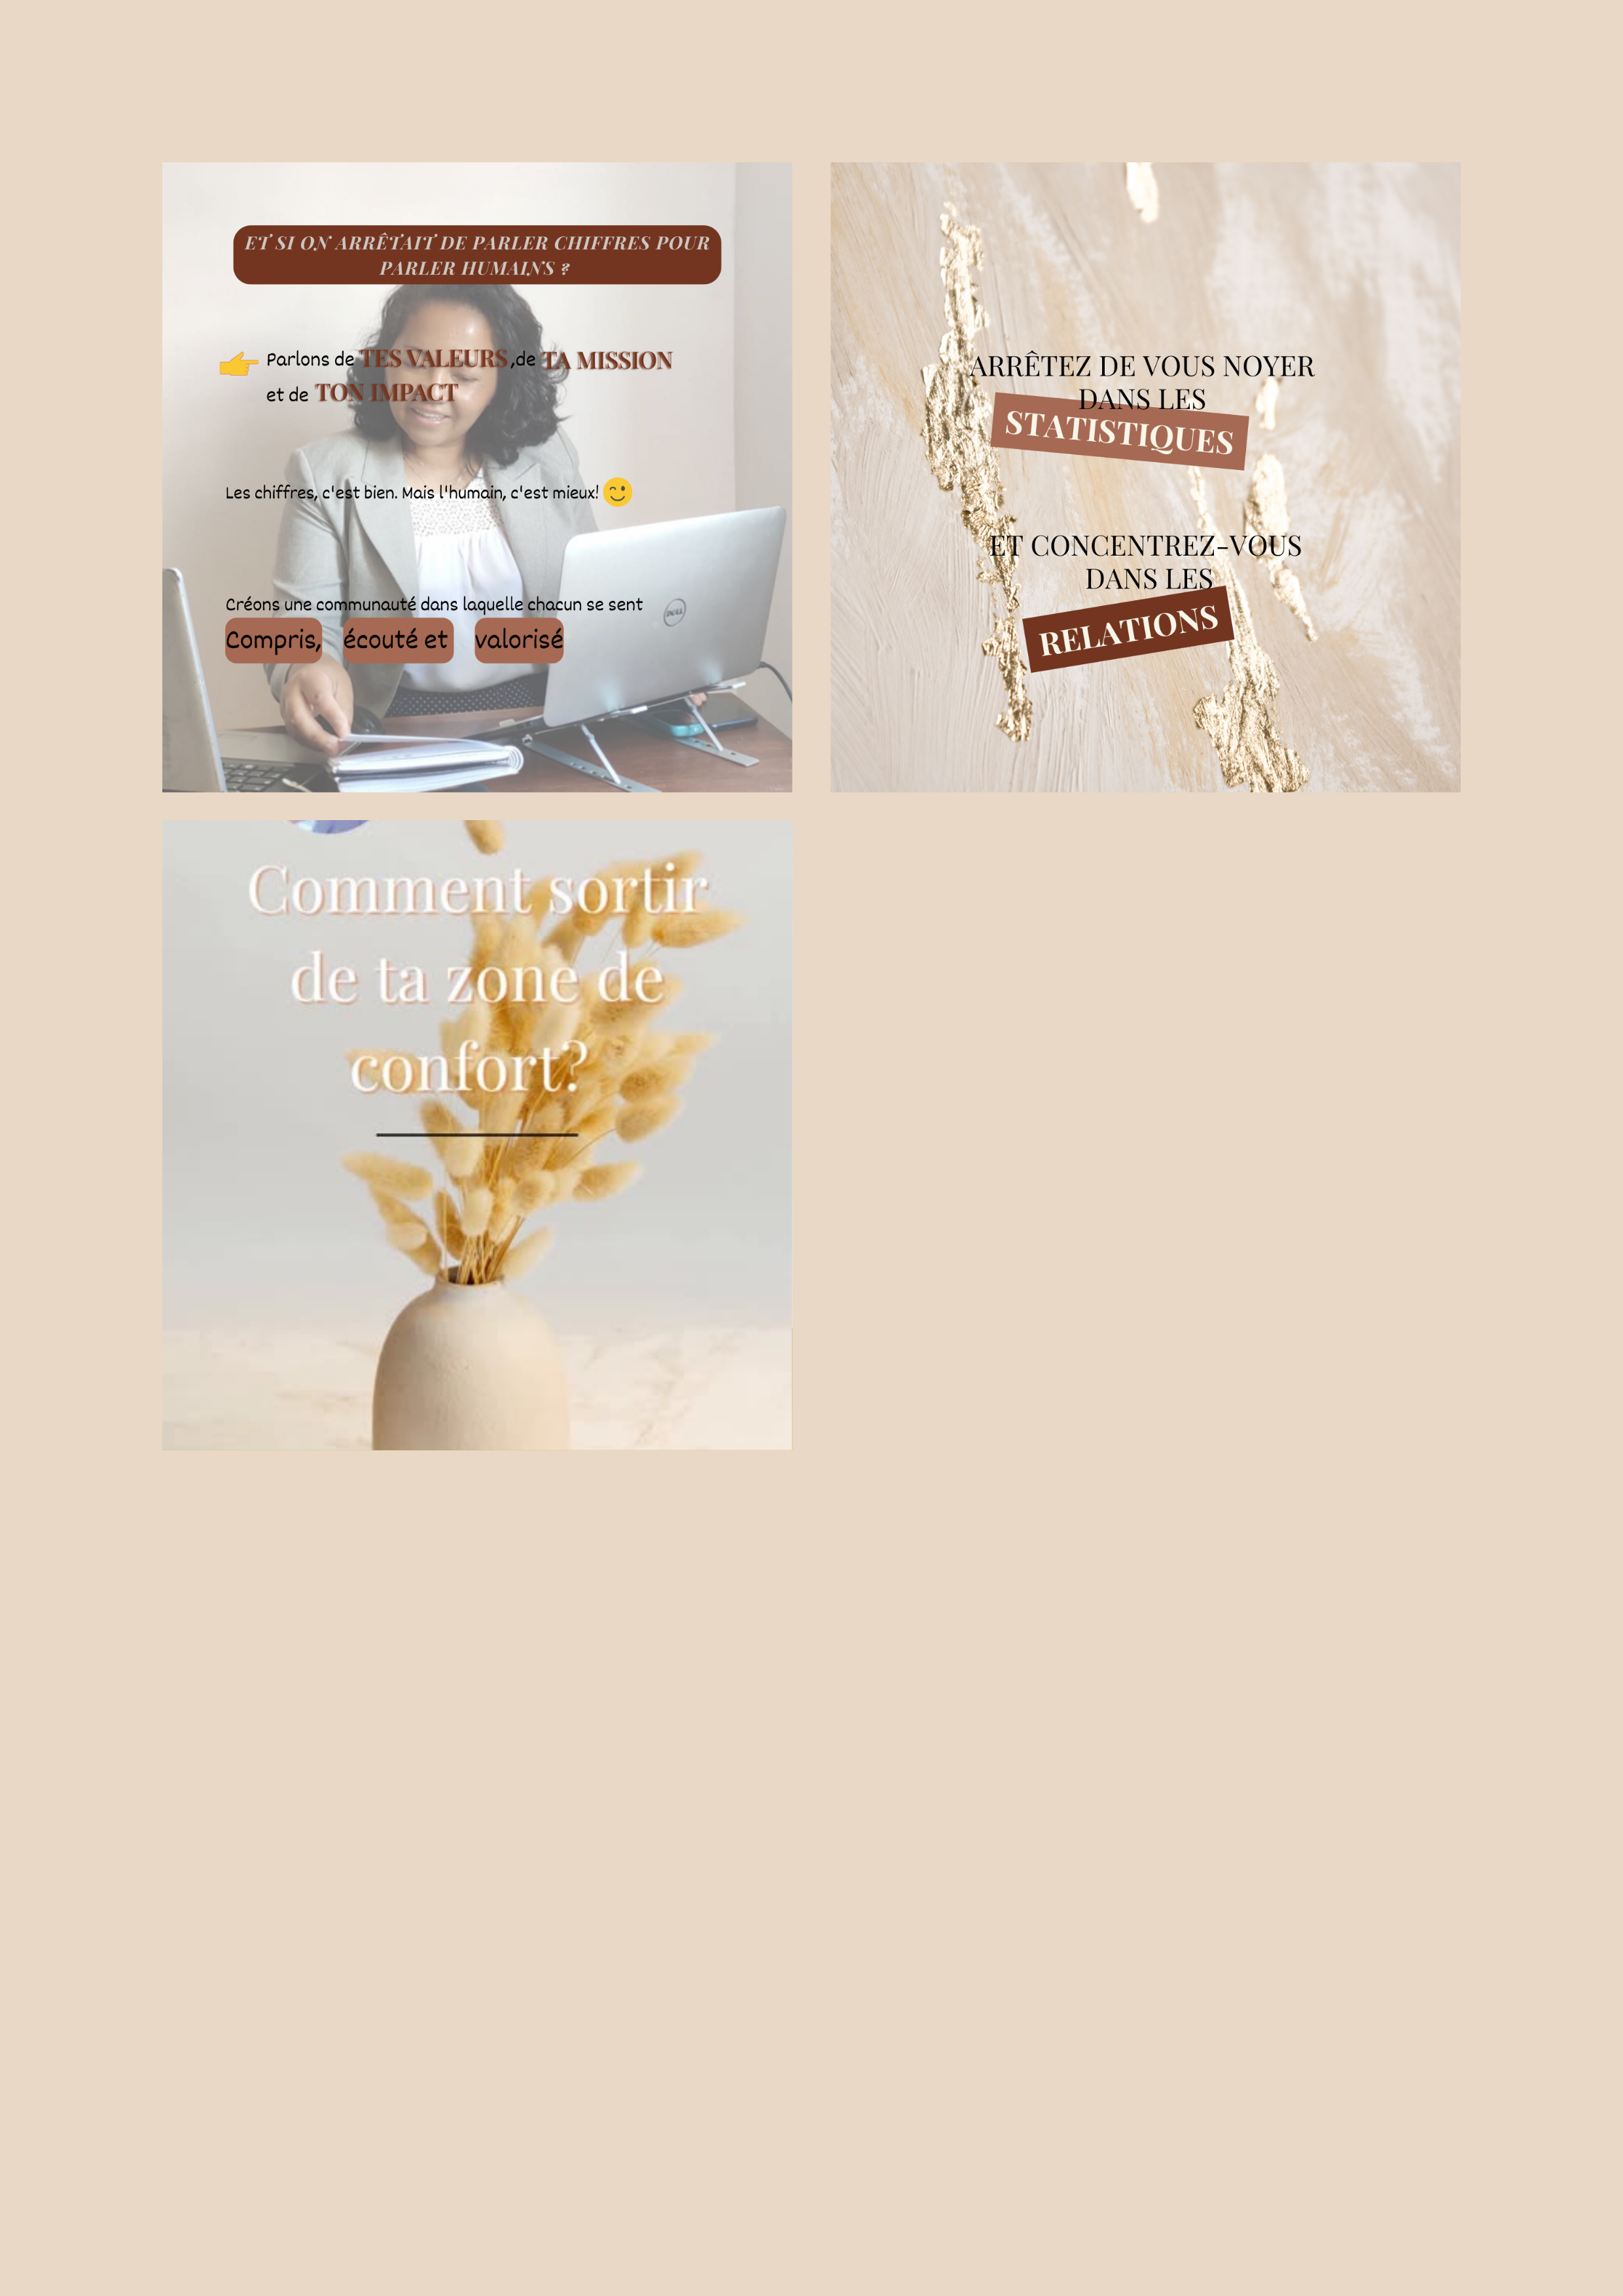 ET SI ON ARRÊTAIT DE PARLER CHIFFRES POUR
PARLER HUMAINS ?
Parlons de TES VALEURS ,de TA MISSION
et de TON IMPACT
Les chiffres, c'est bien. Mais l'humain, c'est mieux!
Créons une communauté dans laquelle chacun se sent
Compris, écouté et valorisé
DELL
ARRÊTEZ DE VOUS NOYER
DANS LES
STATISTIQUES
ET CONCENTREZ-VOUS
DANS LES
RELATIONS
Comment sortir
de ta zone de
confort?